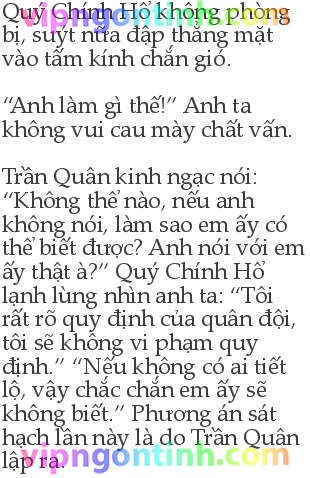 Quý Chính Hổ không phòng
bị, suýt nữa đập thẳng mặt
vào tấm kính chắn gió.
“Anh làm gì thế!” Anh ta
không vui cau mày chất vấn.
Trần Quân kinh ngạc nói:
“Không thể nào, nếu anh
không nói, làm sao em ấy có
thể biết được? Anh nói với em
ấy thật à?” Quý Chính Hổ
lạnh lùng nhìn anh ta: “Tôi
rất rõ quy định của quân đội,
tôi sẽ không vi phạm quy
định.” “Nếu không có ai tiết
lộ, vậy chắc chắn em ấy sẽ
không biết.” Phương án sát
hạch lần này là do Trần Quân
lập ra.
vipngontinh.com
vipngontinh.com